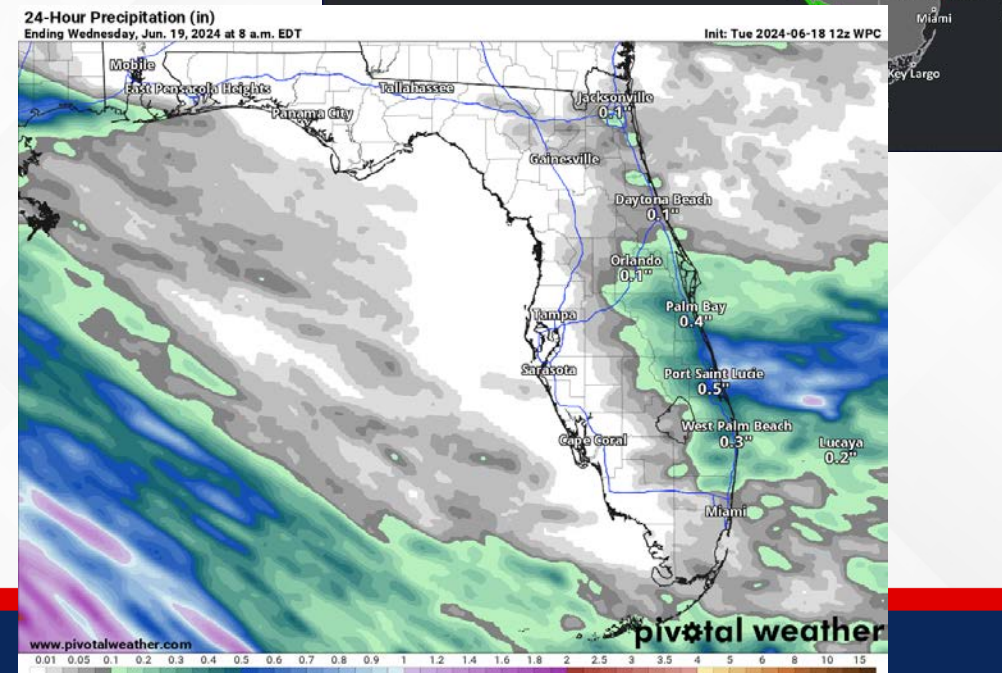 Miami
Key Largo
24-Hour Precipitation (in)
Ending Wednesday, Jun. 19, 2024 at 8 a.m. EDT
Init: Tue 2024-06-18 12z WPC
Mobile
East Pensacola Heights
Tallahassee
Panama City
Jacksonville
0.1"
Gainesville
Daytona Beach
0.1"
Orlando
0.1"
Palm Bay
0.4"
Tampa
Sarasota
Port Saint Lucie
0.5"
West Palm Beach
0.3"
Cape Coral
Lucaya
0.2"
Miami
pivotal weather
www.pivotalweather.com
0.01 0.05 0.1 0.2 0.3 0.4 0.5 0.6 0.7 0.8 0.9 1 1.2 1.4 1.6 1.8 2 2.5 3 3.5 4 5 6 8 10 15